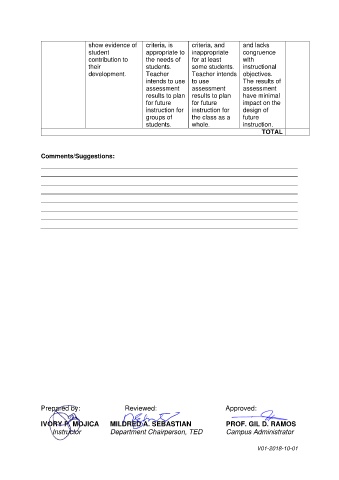 show evidence of student contribution to their development.
criteria, is appropriate to the needs of students. Teacher intends to use assessment results to plan for future instruction for groups of students.
criteria, and inappropriate for at least some students. Teacher intends to use assessment results to plan for future instruction for the class as a whole.
and lacks congruence with instructional objectives. The results of assessment have minimal impact on the design of future instruction.
TOTAL
Comments/Suggestions:
Prepared by: Reviewed: Approved:
IVORY P. MOJICA MILDRED A. SEBASTIAN PROF. GIL D. RAMOS
Instructor Department Chairperson, TED Campus Administrator
V01-2018-10-01